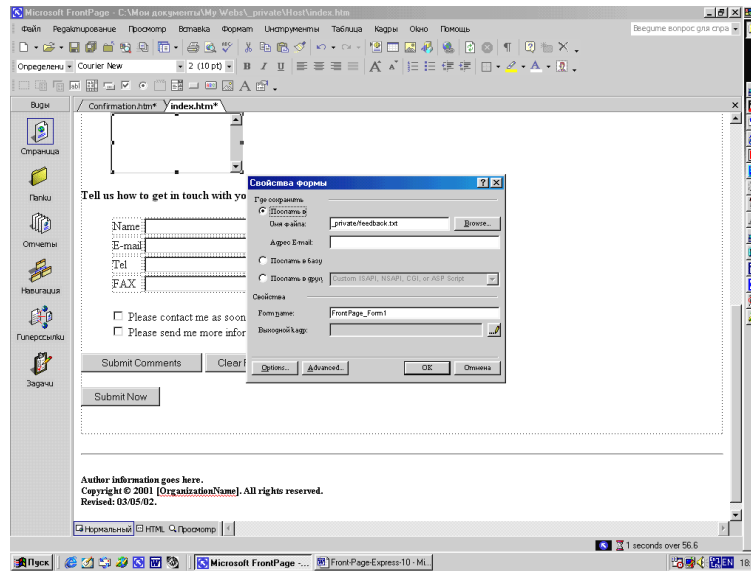 Microsoft FrontPage - C:\Мои документы\My Webs\_private\Host\index.htm
Файл Редактирование Просмотр Вставка Формат Инструменты Таблица Кадры Окно Помощь
Введите вопрос для спра
Определени Courier New 2 (10 pt)
Виды
Confirmation.htm* index.htm*
Страница
Папки
Отчеты
Навигация
Гиперссылки
Задачи
Tell us how to get in touch with yo
Name
E-mail
Tel
FAX
Please contact me as soon
Please send me more infor
Submit Comments
Clear F
Submit Now
Свойства формы
Где сохранить
Послать в
Имя файла: _private/feedback.txt Browse...
Адрес E-mail:
Послать в базу
Послать в друг, Custom ISAPI, NSAPI, CGI, or ASP Script
Свойства
Form name: FrontPage_Form1
Выходной кадр:
Options... Advanced... OK Отмена
Author information goes here.
Copyright © 2001 [OrganizationName]. All rights reserved.
Revised: 03/05/02.
Нормальный HTML Просмотр
1 seconds over 56.6
Пуск Microsoft FrontPage -... Front-Page-Express-10 - Mi... EN 18: